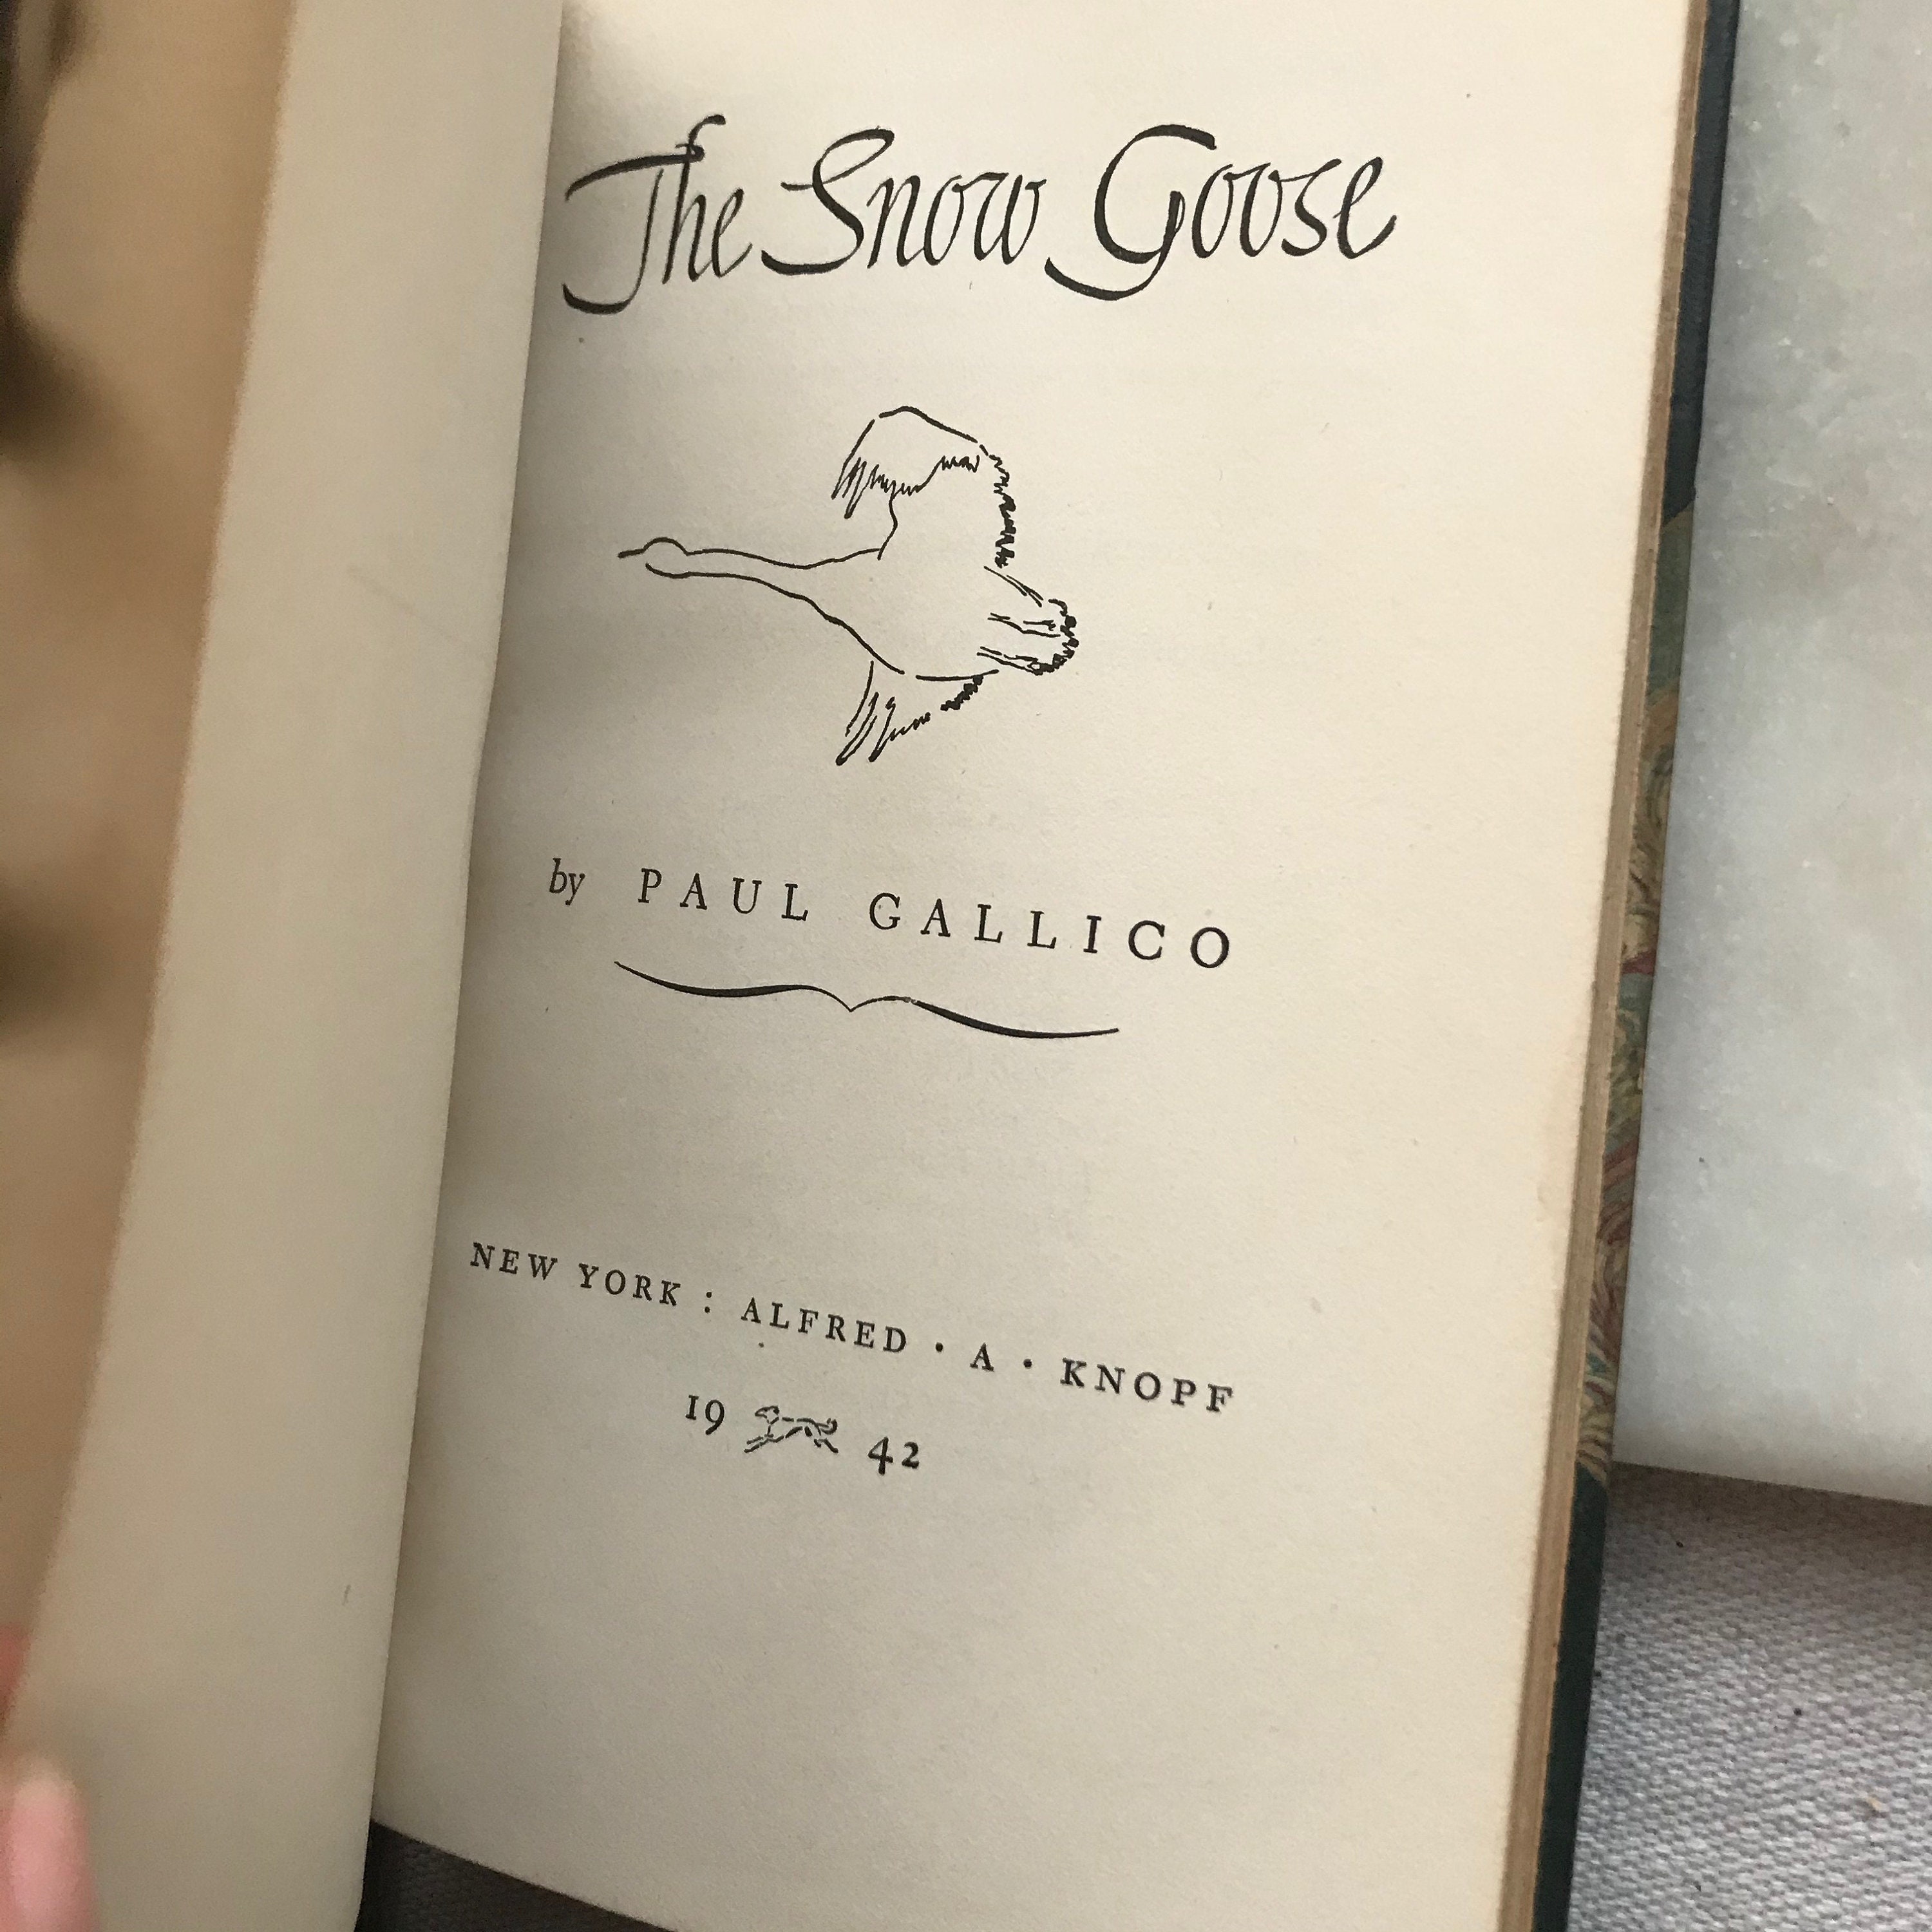 The Snow Goose
by PAUL GALLICO
NEW YORK : ALFRED · A · KNOPF
19 42